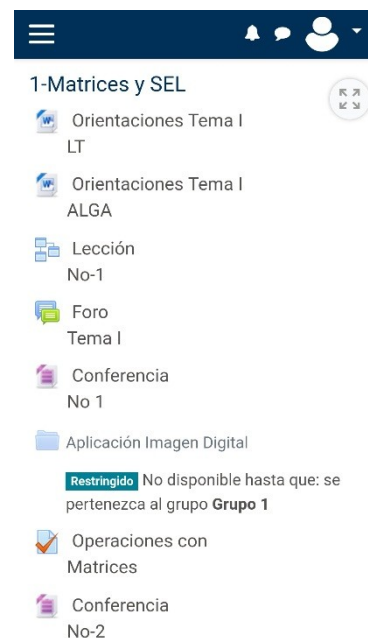 1-Matrices y SEL
Orientaciones Tema I
LT
Orientaciones Tema I
ALGA
Lección
No-1
Foro
Tema I
Conferencia
No 1
Aplicación Imagen Digital
Restringido No disponible hasta que: se
pertenezca al grupo Grupo 1
Operaciones con
Matrices
Conferencia
No-2